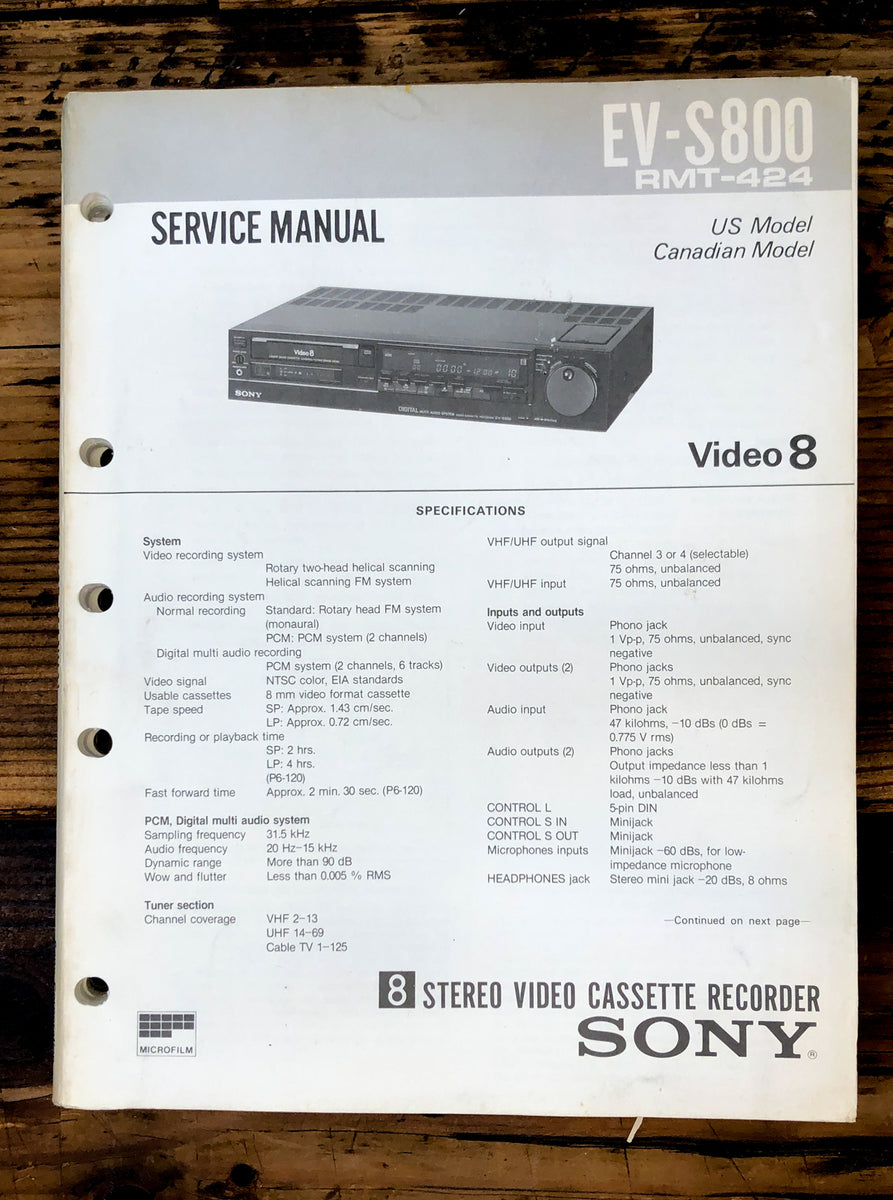 EV-S800
RMT-424
SERVICE MANUAL
US Model
Canadian Model
Video 8
SONY
DIGITAL
Video 8
SPECIFICATIONS
System
Video recording system
Rotary two-head helical scanning
Helical scanning FM system
Audio recording system
Normal recording Standard: Rotary head FM system
(monaural)
PCM: PCM system (2 channels)
Digital multi audio recording
PCM system (2 channels, 6 tracks)
Video signal NTSC color, EIA standards
Usable cassettes 8 mm video format cassette
Tape speed SP: Approx. 1.43 cm/sec.
LP: Approx. 0.72 cm/sec.
Recording or playback time
SP: 2 hrs.
LP: 4 hrs.
(P6-120)
Fast forward time Approx. 2 min. 30 sec. (P6-120)
PCM, Digital multi audio system
Sampling frequency 31.5 kHz
Audio frequency 20 Hz–15 kHz
Dynamic range More than 90 dB
Wow and flutter Less than 0.005 % RMS
Tuner section
Channel coverage VHF 2–13
UHF 14–69
Cable TV 1–125
VHF/UHF output signal
Channel 3 or 4 (selectable)
75 ohms, unbalanced
VHF/UHF input 75 ohms, unbalanced
Inputs and outputs
Video input Phono jack
1 Vp-p, 75 ohms, unbalanced, sync
negative
Video outputs (2) Phono jacks
1 Vp-p, 75 ohms, unbalanced, sync
negative
Audio input Phono jack
47 kilohms, −10 dBs (0 dBs =
0.775 V rms)
Audio outputs (2) Phono jacks
Output impedance less than 1
kilohms −10 dBs with 47 kilohms
load, unbalanced
CONTROL L 5-pin DIN
CONTROL S IN Minijack
CONTROL S OUT Minijack
Microphones inputs Minijack −60 dBs, for low-
impedance microphone
HEADPHONES jack Stereo mini jack −20 dBs, 8 ohms
—Continued on next page—
8 STEREO VIDEO CASSETTE RECORDER
SONY®
MICROFILM